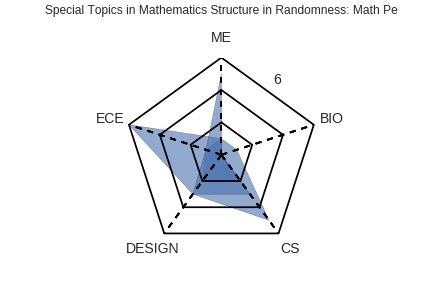 Special Topics in Mathematics Structure in Randomness: Math Pe
ME
6
ECE
BIO
DESIGN
CS